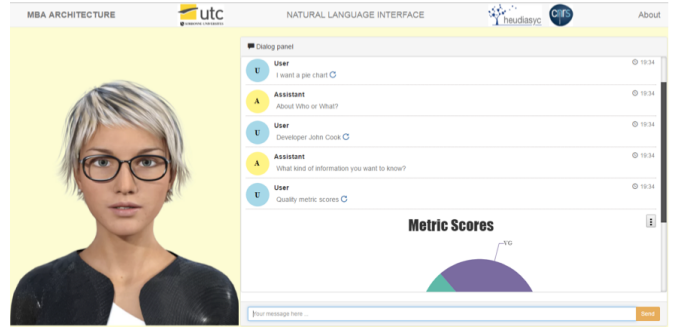 MBA ARCHITECTURE
utc
NATURAL LANGUAGE INTERFACE
heudiasyc
cnrs
About
Dialog panel
U
User
19:34
I want a pie chart
A
Assistant
19:34
About Who or What?
U
User
19:34
Developer John Cook
A
Assistant
19:34
What kind of information you want to know?
U
User
19:34
Quality metric scores
Metric Scores
VG
Your message here ...
Send